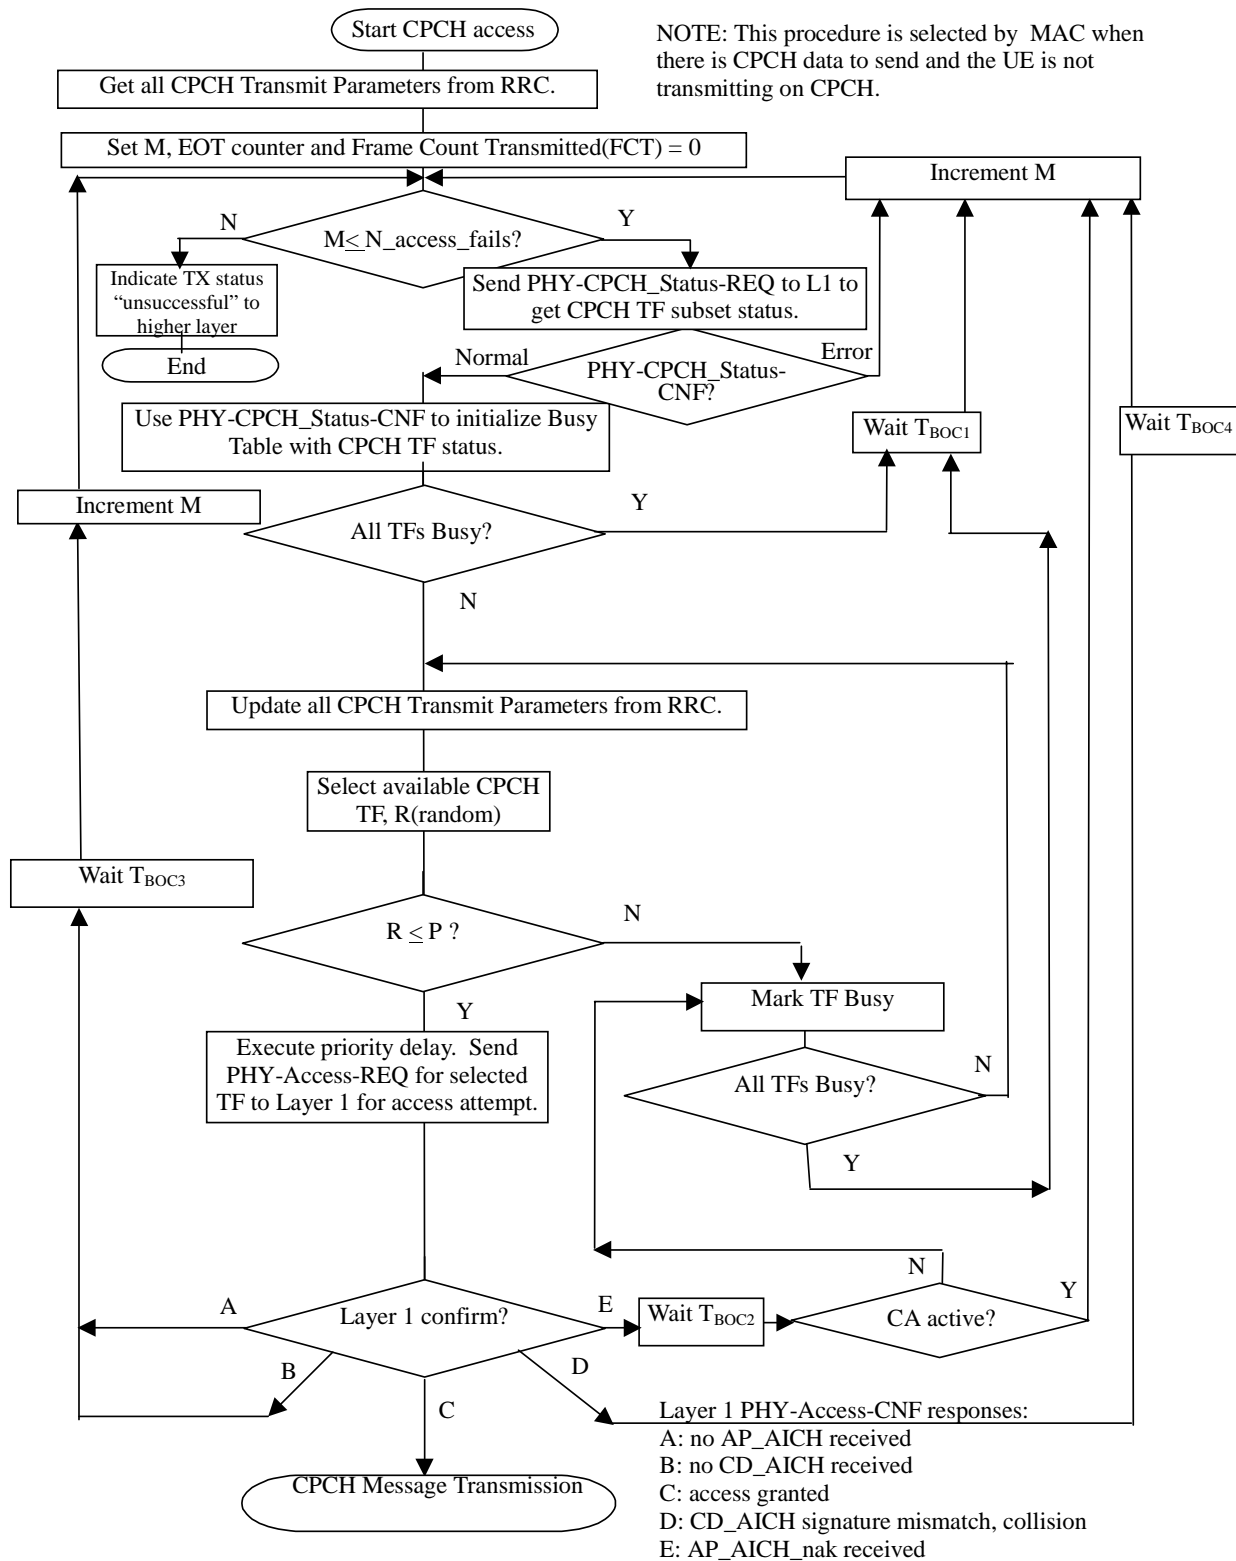 Start CPCH access
NOTE: This procedure is selected by MAC when
there is CPCH data to send and the UE is not
transmitting on CPCH.
Get all CPCH Transmit Parameters from RRC.
Set M, EOT counter and Frame Count Transmitted(FCT) = 0
Increment M
N
Y
M≤ N_access_fails?
Indicate TX status
“unsuccessful” to
higher layer
End
Send PHY-CPCH_Status-REQ to L1 to
get CPCH TF subset status.
Normal
Error
PHY-CPCH_Status-
CNF?
Use PHY-CPCH_Status-CNF to initialize Busy
Table with CPCH TF status.
Wait TBOC1
Wait TBOC4
Increment M
Y
All TFs Busy?
N
Update all CPCH Transmit Parameters from RRC.
Select available CPCH
TF, R(random)
Wait TBOC3
N
R ≤ P ?
Mark TF Busy
Y
Execute priority delay. Send
PHY-Access-REQ for selected
TF to Layer 1 for access attempt.
N
All TFs Busy?
Y
N
Y
A
Layer 1 confirm?
E
Wait TBOC2
CA active?
B
D
C
Layer 1 PHY-Access-CNF responses:
A: no AP_AICH received
B: no CD_AICH received
C: access granted
D: CD_AICH signature mismatch, collision
E: AP_AICH_nak received
CPCH Message Transmission